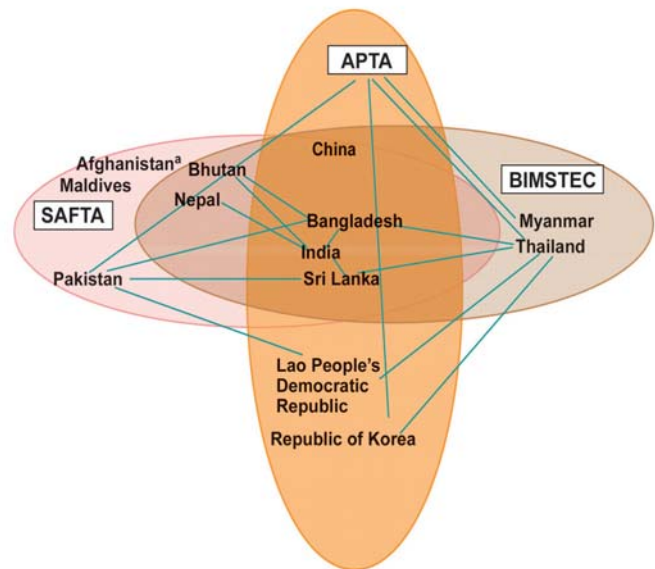 APTA
China
Afghanistanᵃ
Maldives
Bhutan
Nepal
SAFTA
BIMSTEC
Bangladesh
Myanmar
India
Thailand
Pakistan
Sri Lanka
Lao People's
Democratic
Republic
Republic of Korea